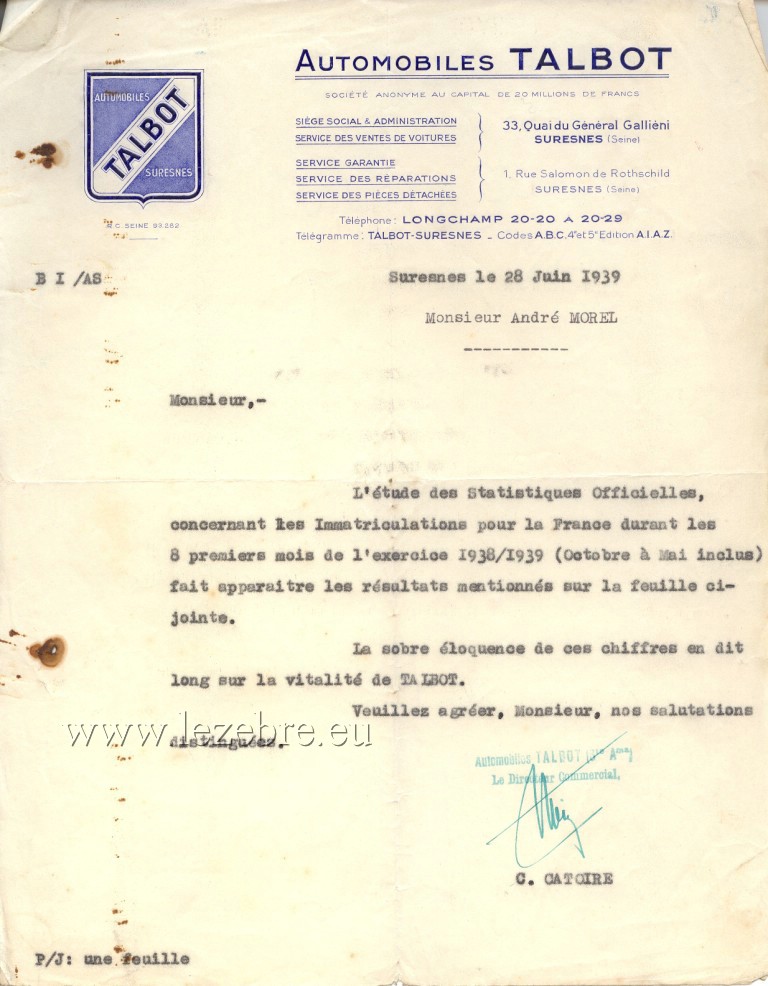 AUTOMOBILES TALBOT
SOCIÉTÉ ANONYME AU CAPITAL DE 20 MILLIONS DE FRANCS
AUTOMOBILES
TALBOT
SURESNES
R.C. SEINE 99.282
SIÈGE SOCIAL & ADMINISTRATION
SERVICE DES VENTES DE VOITURES
33, Quai du Général Galliéni
SURESNES (Seine)
SERVICE GARANTIE
SERVICE DES RÉPARATIONS
SERVICE DES PIÈCES DÉTACHÉES
1, Rue Salomon de Rothschild
SURESNES (Seine)
Téléphone: LONGCHAMP 20-20 A 20-29
Télégramme: TALBOT-SURESNES - Codes A.B.C, 4e et 5e Edition A.I.A.Z.
B I /AS
Suresnes le 28 Juin 1939
Monsieur André MOREL
-----------
Monsieur,-
L'étude des Statistiques Officielles,
concernant les Immatriculations pour la France durant les
8 premiers mois de l'exercice 1938/1939 (Octobre à Mai inclus)
fait apparaitre les résultats mentionnés sur la feuille ci-
jointe.
La sobre éloquence de ces chiffres en dit
long sur la vitalité de TALBOT.
Veuillez agréer, Monsieur, nos salutations
distinguées.
www.lezebre.eu
Automobiles TALBOT (Sté Ame)
Le Directeur Commercial,
C. CATOIRE
P/J: une feuille